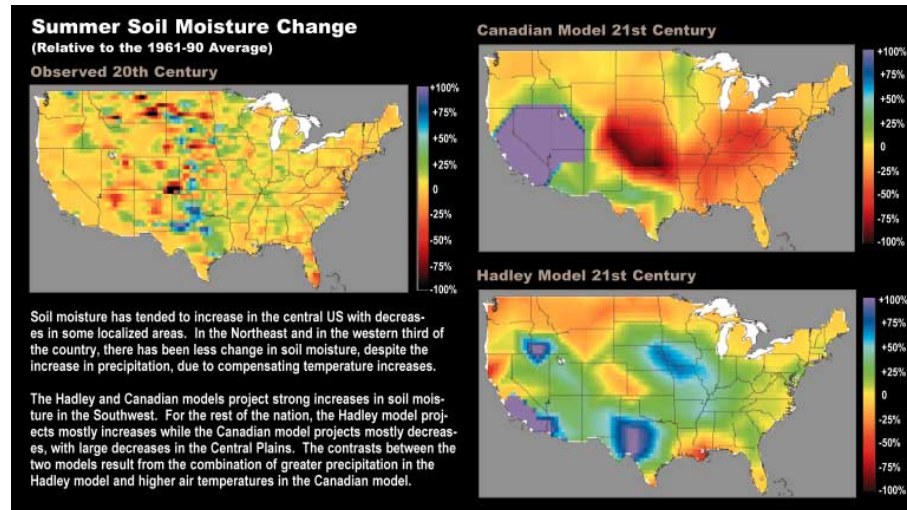 Summer Soil Moisture Change
(Relative to the 1961-90 Average)
Observed 20th Century
+100%
+75%
+50%
+25%
0
-25%
-50%
-75%
-100%
Soil moisture has tended to increase in the central US with decreas-
es in some localized areas. In the Northeast and in the western third of
the country, there has been less change in soil moisture, despite the
increase in precipitation, due to compensating temperature increases.
The Hadley and Canadian models project strong increases in soil mois-
ture in the Southwest. For the rest of the nation, the Hadley model proj-
ects mostly increases while the Canadian model projects mostly decreas-
es, with large decreases in the Central Plains. The contrasts between the
two models result from the combination of greater precipitation in the
Hadley model and higher air temperatures in the Canadian model.
Canadian Model 21st Century
+100%
+75%
+50%
+25%
0
-25%
-50%
-75%
-100%
Hadley Model 21st Century
+100%
+75%
+50%
+25%
0
-25%
-50%
-75%
-100%